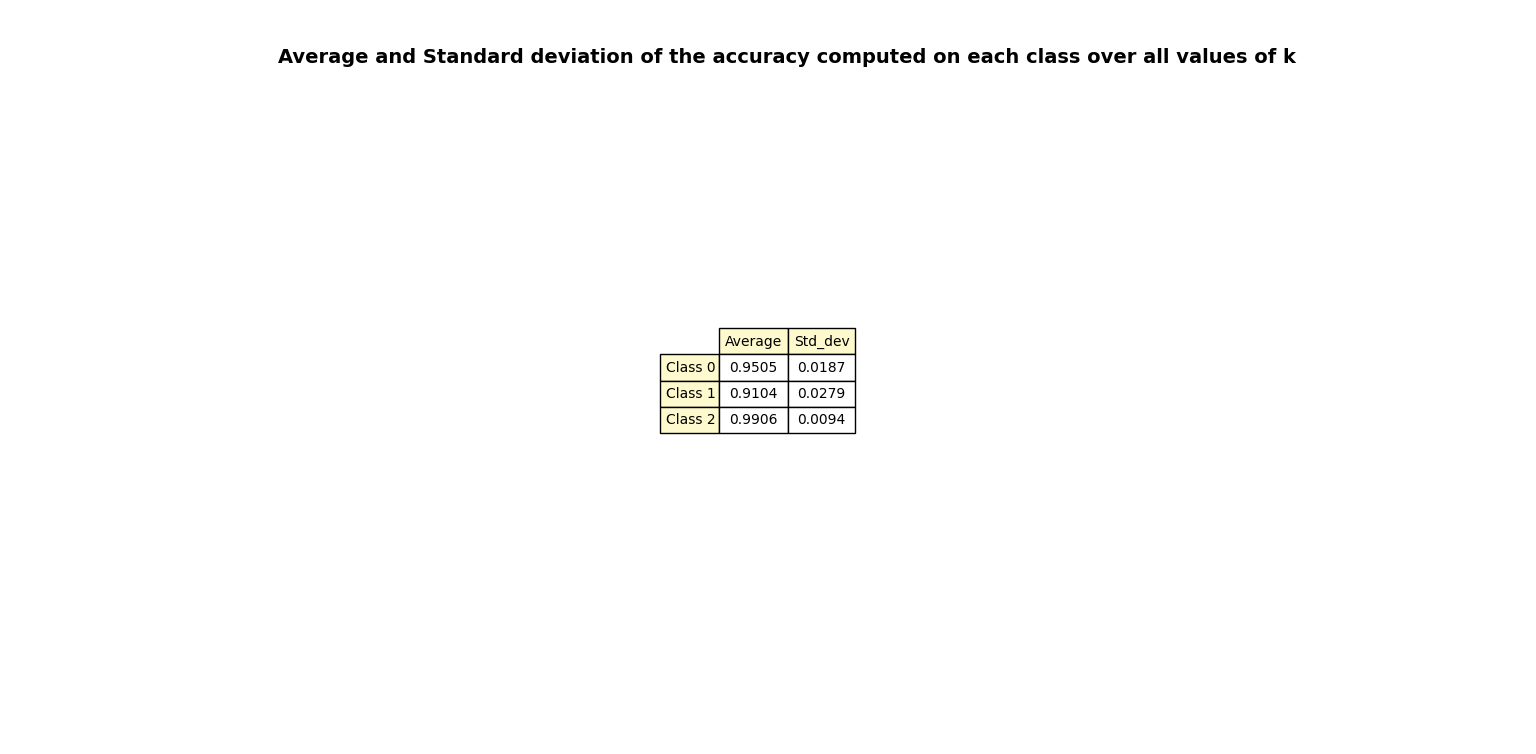 Average and Standard deviation of the accuracy computed on each class over all values of k
Average Std_dev
Class 0 0.9505 0.0187
Class 1 0.9104 0.0279
Class 2 0.9906 0.0094